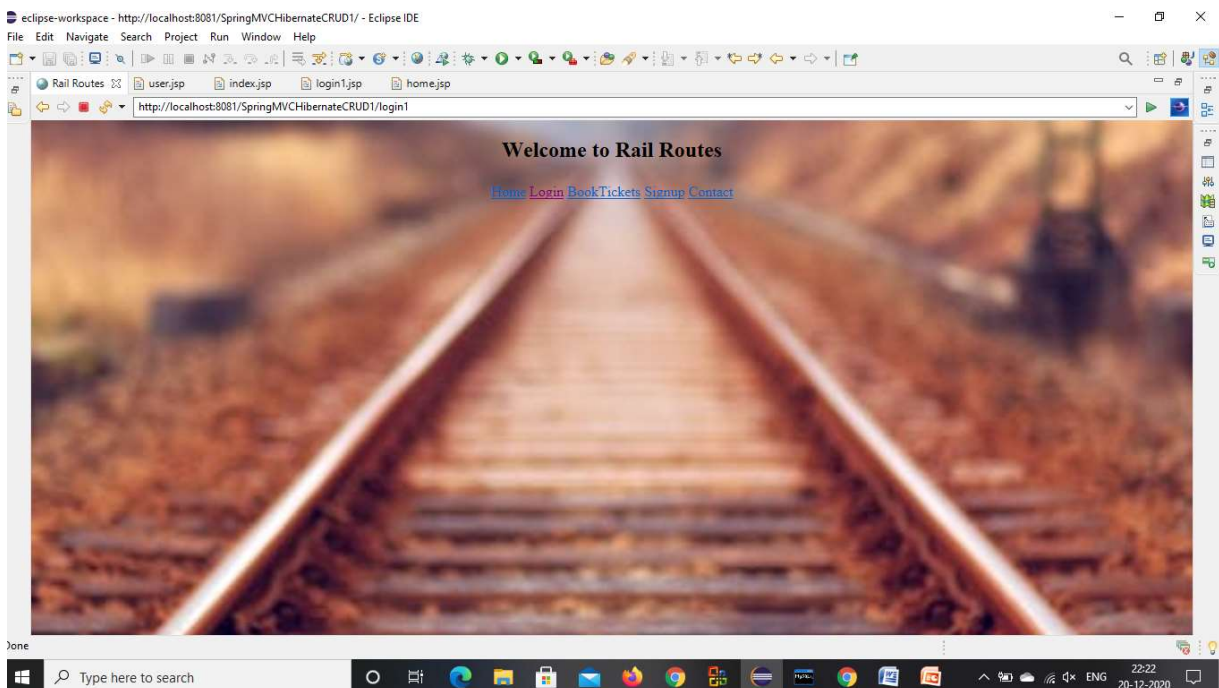 eclipse-workspace - http://localhost:8081/SpringMVCHibernateCRUD1/ - Eclipse IDE
File Edit Navigate Search Project Run Window Help
Rail Routes user.jsp index.jsp login1.jsp home.jsp
http://localhost:8081/SpringMVCHibernateCRUD1/login1
Welcome to Rail Routes
Home Login BookTickets Signup Contact
Done
Type here to search
ENG
22:22
20-12-2020